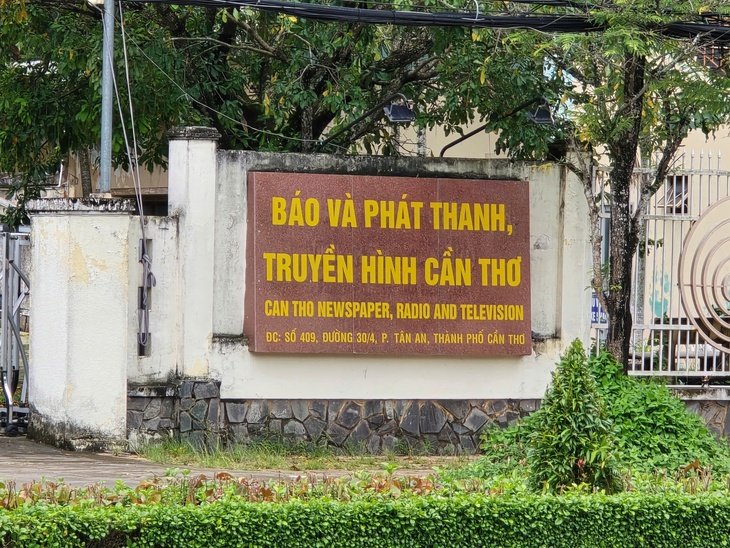 BÁO VÀ PHÁT THANH,
TRUYỀN HÌNH CẦN THƠ
CAN THO NEWSPAPER, RADIO AND TELEVISION
ĐC: SỐ 409, ĐƯỜNG 30/4, P. TÂN AN, THÀNH PHỐ CẦN THƠ